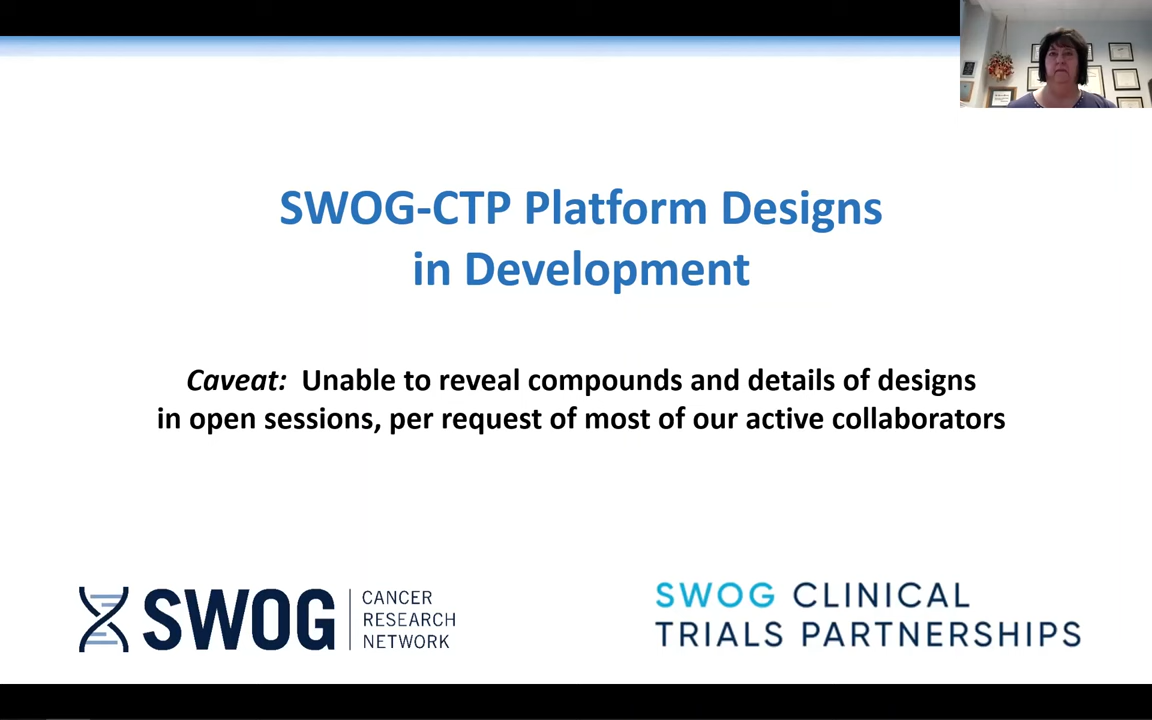 SWOG-CTP Platform Designs
in Development
Caveat: Unable to reveal compounds and details of designs
in open sessions, per request of most of our active collaborators
SWOG
CANCER
RESEARCH
NETWORK
SWOG CLINICAL
TRIALS PARTNERSHIPS